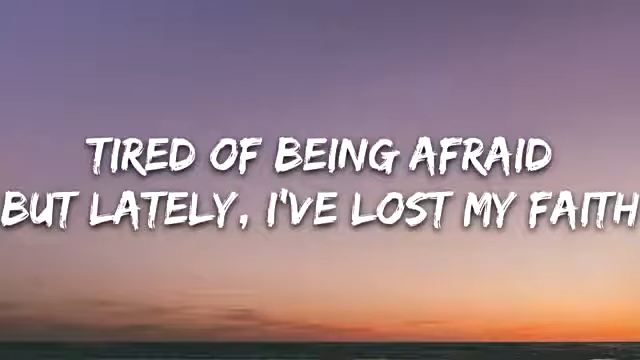 TIRED OF BEING AFRAID
BUT LATELY, I'VE LOST MY FAITH